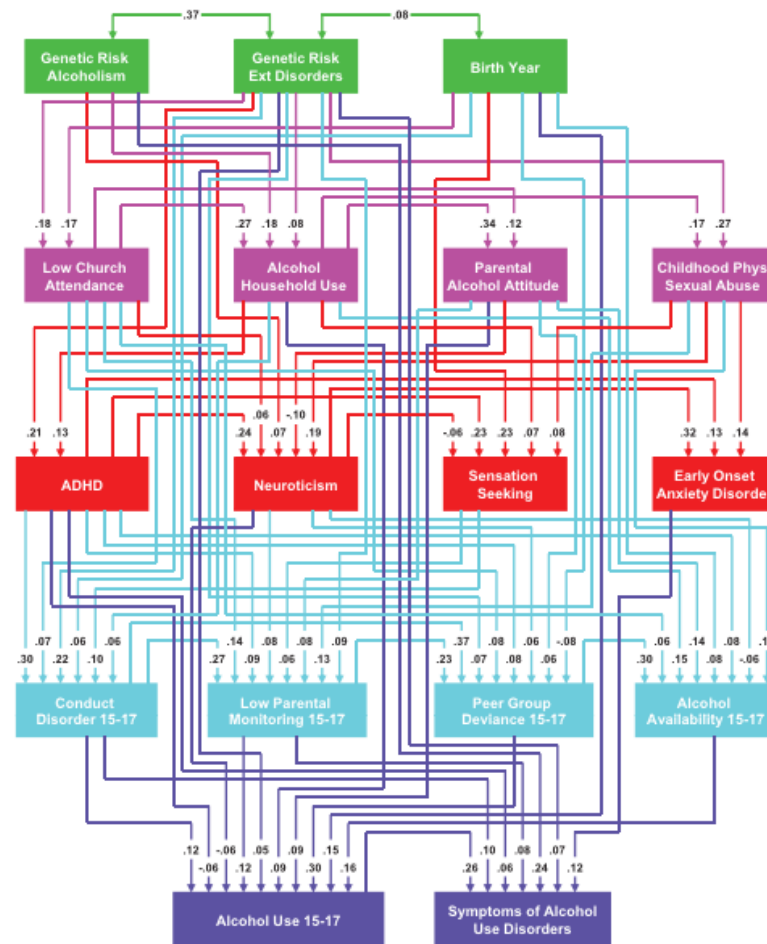 .37
.08
Genetic Risk
Alcoholism
Genetic Risk
Ext Disorders
Birth Year
.18 .17 .27 .18 .08 .34 .12 .17 .27
Low Church
Attendance
Alcohol
Household Use
Parental
Alcohol Attitude
Childhood Phys
Sexual Abuse
.06 -.10
.21 .13 .24 .07 .19 -.06 .23 .23 .07 .08 .32 .13 .14
ADHD
Neuroticism
Sensation
Seeking
Early Onset
Anxiety Disorde
.07 .06 .06 .14 .08 .08 .09 .37 .08 .06 -.08 .06 .14 .08 .1
.30 .22 .10 .27 .09 .06 .13 .23 .07 .08 .06 .30 .15 .08 -.06
Conduct
Disorder 15-17
Low Parental
Monitoring 15-17
Peer Group
Deviance 15-17
Alcohol
Availability 15-17
.12 -.06 .05 .09 .15 .10 .08 .07
-.06 .12 .09 .30 .16 .26 .06 .24 .12
Alcohol Use 15-17
Symptoms of Alcohol
Use Disorders